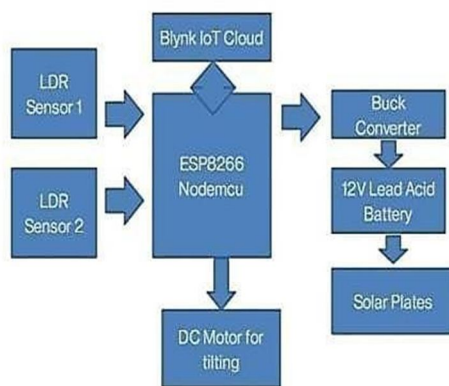 Blynk IoT Cloud
LDR
Sensor 1
LDR
Sensor 2
ESP8266
Nodemcu
Buck
Converter
12V Lead Acid
Battery
Solar Plates
DC Motor for
tilting